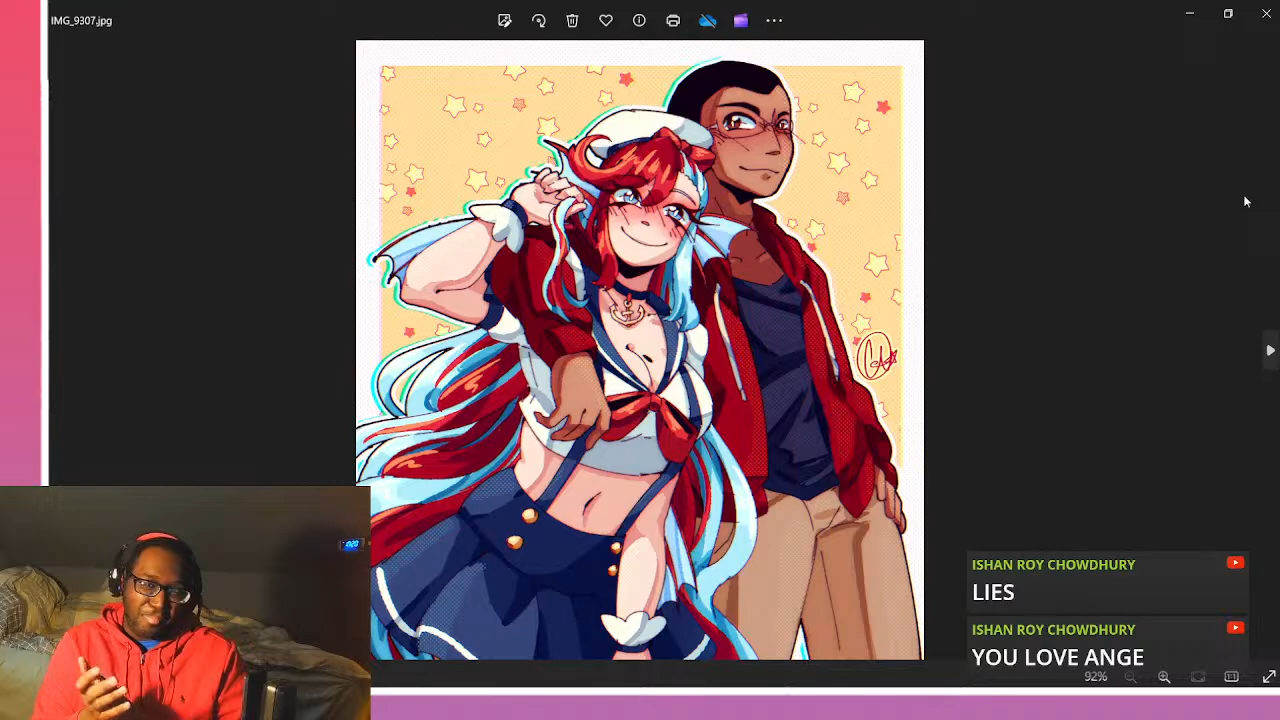 IMG_9307.jpg
ISHAN ROY CHOWDHURY
LIES
ISHAN ROY CHOWDHURY
YOU LOVE ANGE
92%